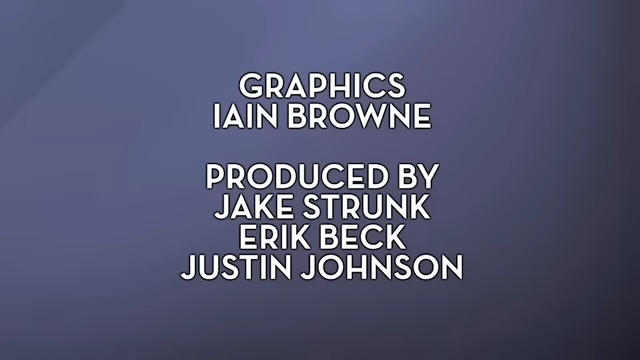 GRAPHICS
IAIN BROWNE
PRODUCED BY
JAKE STRUNK
ERIK BECK
JUSTIN JOHNSON